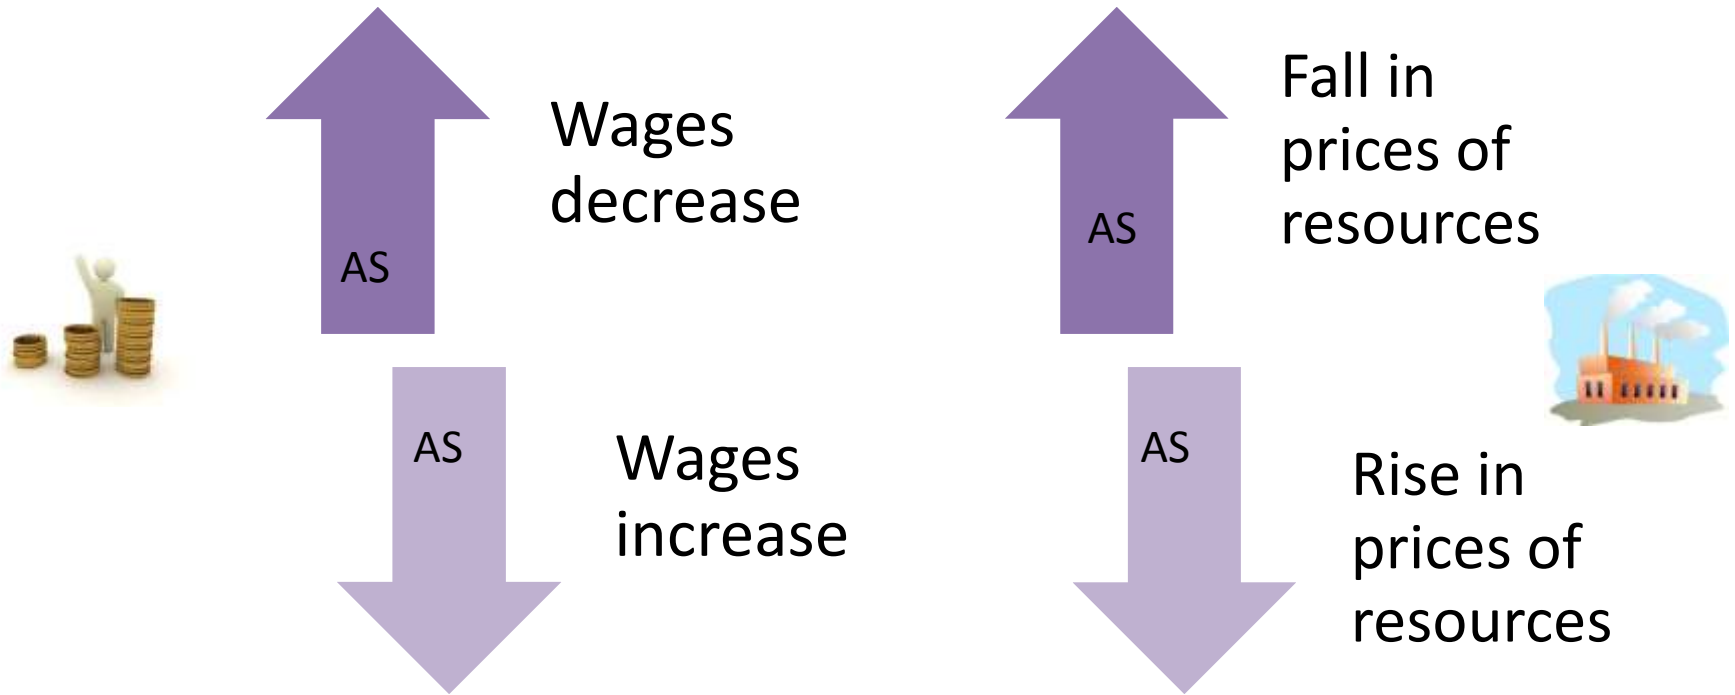 AS
Wages
decrease
AS
Wages
increase
AS
Fall in
prices of
resources
AS
Rise in
prices of
resources